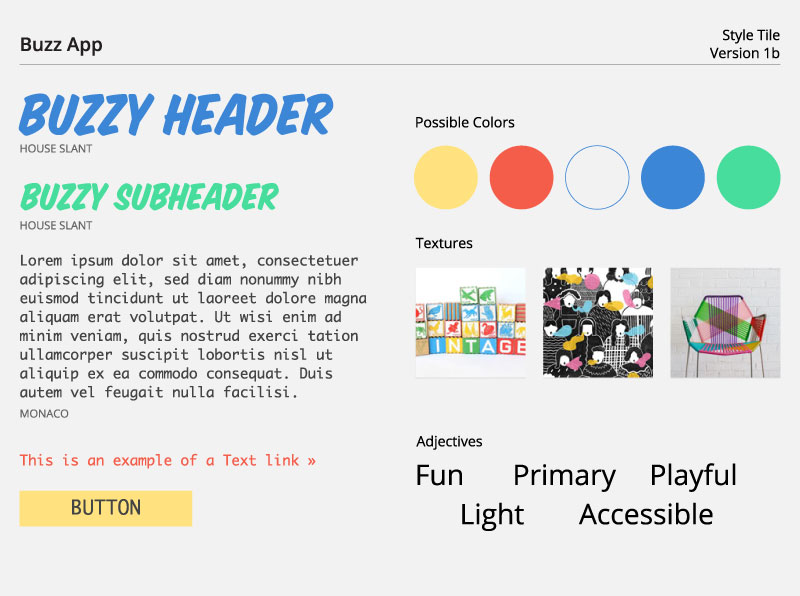 Buzz App
Style Tile
Version 1b
BUZZY HEADER
HOUSE SLANT
BUZZY SUBHEADER
HOUSE SLANT
Lorem ipsum dolor sit amet, consectetuer
adipiscing elit, sed diam nonummy nibh
euismod tincidunt ut laoreet dolore magna
aliquam erat volutpat. Ut wisi enim ad
minim veniam, quis nostrud exerci tation
ullamcorper suscipit lobortis nisl ut
aliquip ex ea commodo consequat. Duis
autem vel feugait nulla facilisi.
MONACO
This is an example of a Text link »
BUTTON
Possible Colors
Textures
INTAGE
Adjectives
Fun Primary Playful
Light Accessible